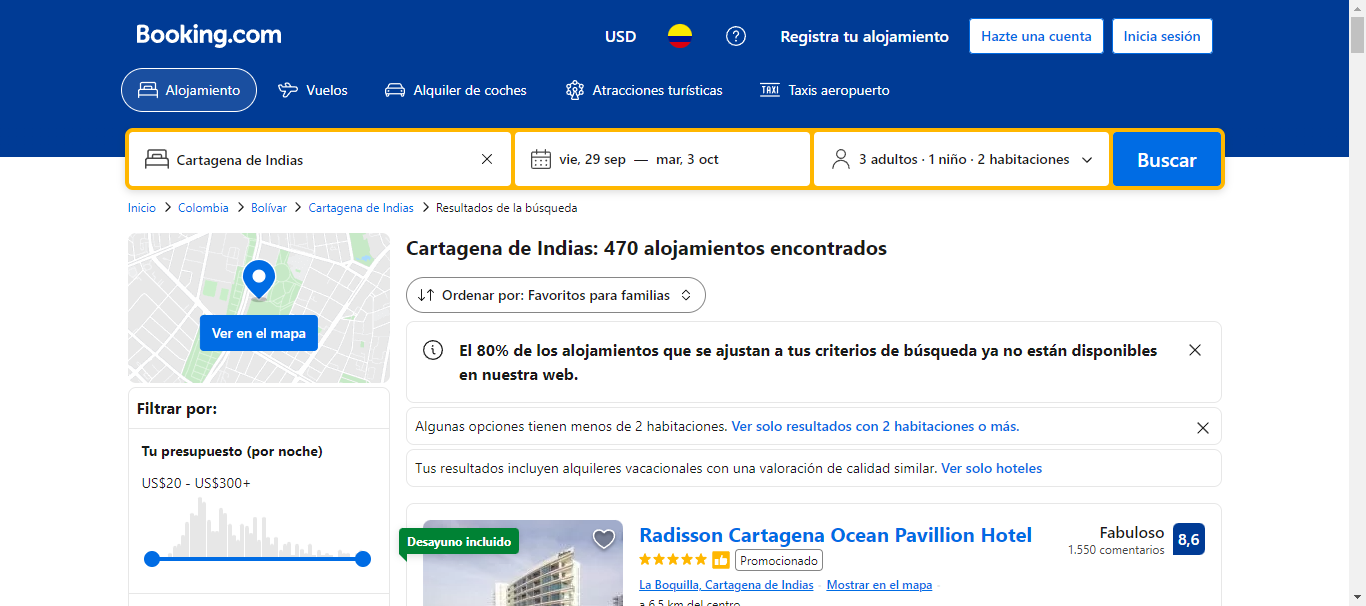 Booking.com
USD
Registra tu alojamiento
Hazte una cuenta
Inicia sesión
Alojamiento
Vuelos
Alquiler de coches
Atracciones turísticas
TAXI
Taxis aeropuerto
Cartagena de Indias
vie, 29 sep — mar, 3 oct
3 adultos · 1 niño · 2 habitaciones
Buscar
Inicio > Colombia > Bolívar > Cartagena de Indias > Resultados de la búsqueda
Ver en el mapa
Filtrar por:
Tu presupuesto (por noche)
US$20 - US$300+
Cartagena de Indias: 470 alojamientos encontrados
Ordenar por: Favoritos para familias
El 80% de los alojamientos que se ajustan a tus criterios de búsqueda ya no están disponibles
en nuestra web.
Algunas opciones tienen menos de 2 habitaciones. Ver solo resultados con 2 habitaciones o más.
Tus resultados incluyen alquileres vacacionales con una valoración de calidad similar. Ver solo hoteles
Desayuno incluido
Radisson Cartagena Ocean Pavillion Hotel
Promocionado
La Boquilla, Cartagena de Indias · Mostrar en el mapa ·
a 6,5 km del centro
Fabuloso
1.550 comentarios
8,6